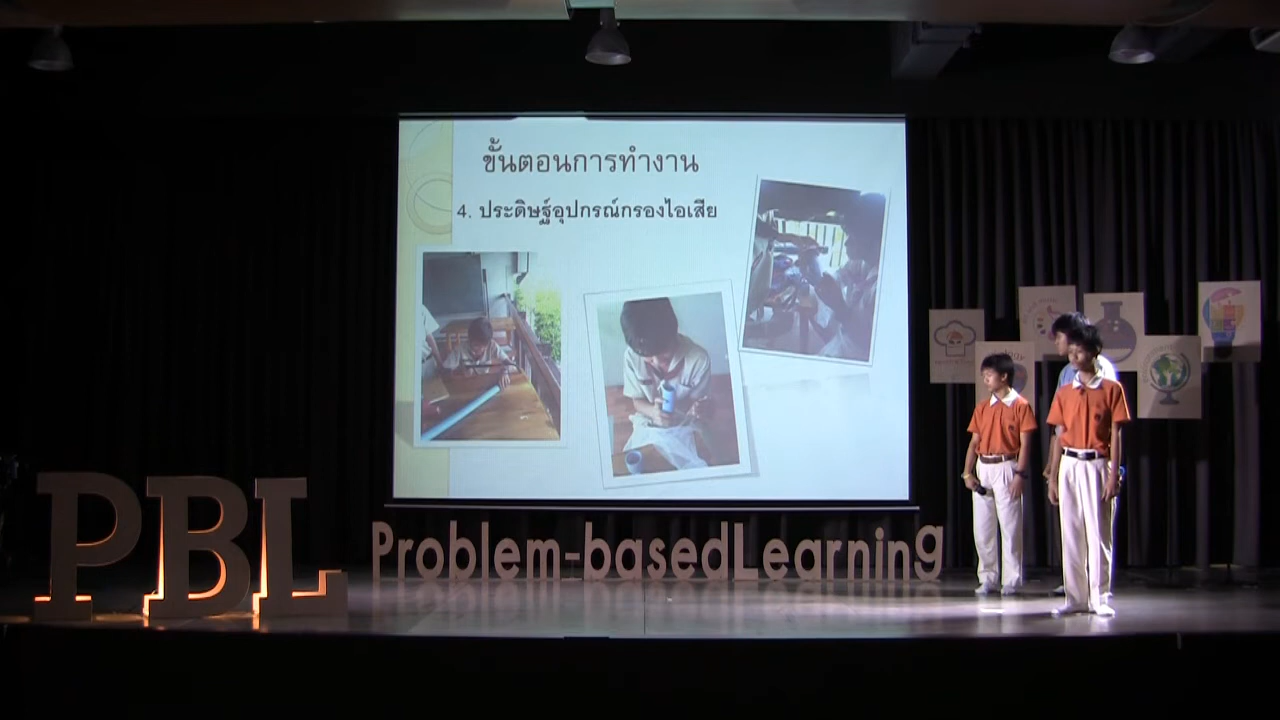 ขั้นตอนการทำงาน
4. ประดิษฐ์อุปกรณ์กรองไอเสีย
PBL
Problem-basedLearning